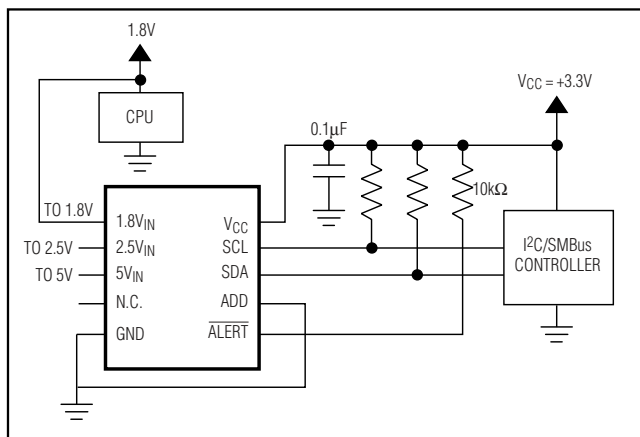 1.8V
CPU
VCC = +3.3V
0.1µF
10kΩ
TO 1.8V
TO 2.5V
TO 5V
1.8VIN
2.5VIN
5VIN
N.C.
GND
VCC
SCL
SDA
ADD
ALERT
I2C/SMBus
CONTROLLER